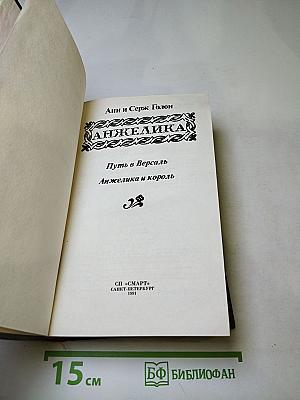 Анн и Серж Голон
АНЖЕЛИКА
Путь в Версаль
Анжелика и король
СП «СМАРТ»
САНКТ-ПЕТЕРБУРГ
1991
15 см
БФ БИБЛИОФАН